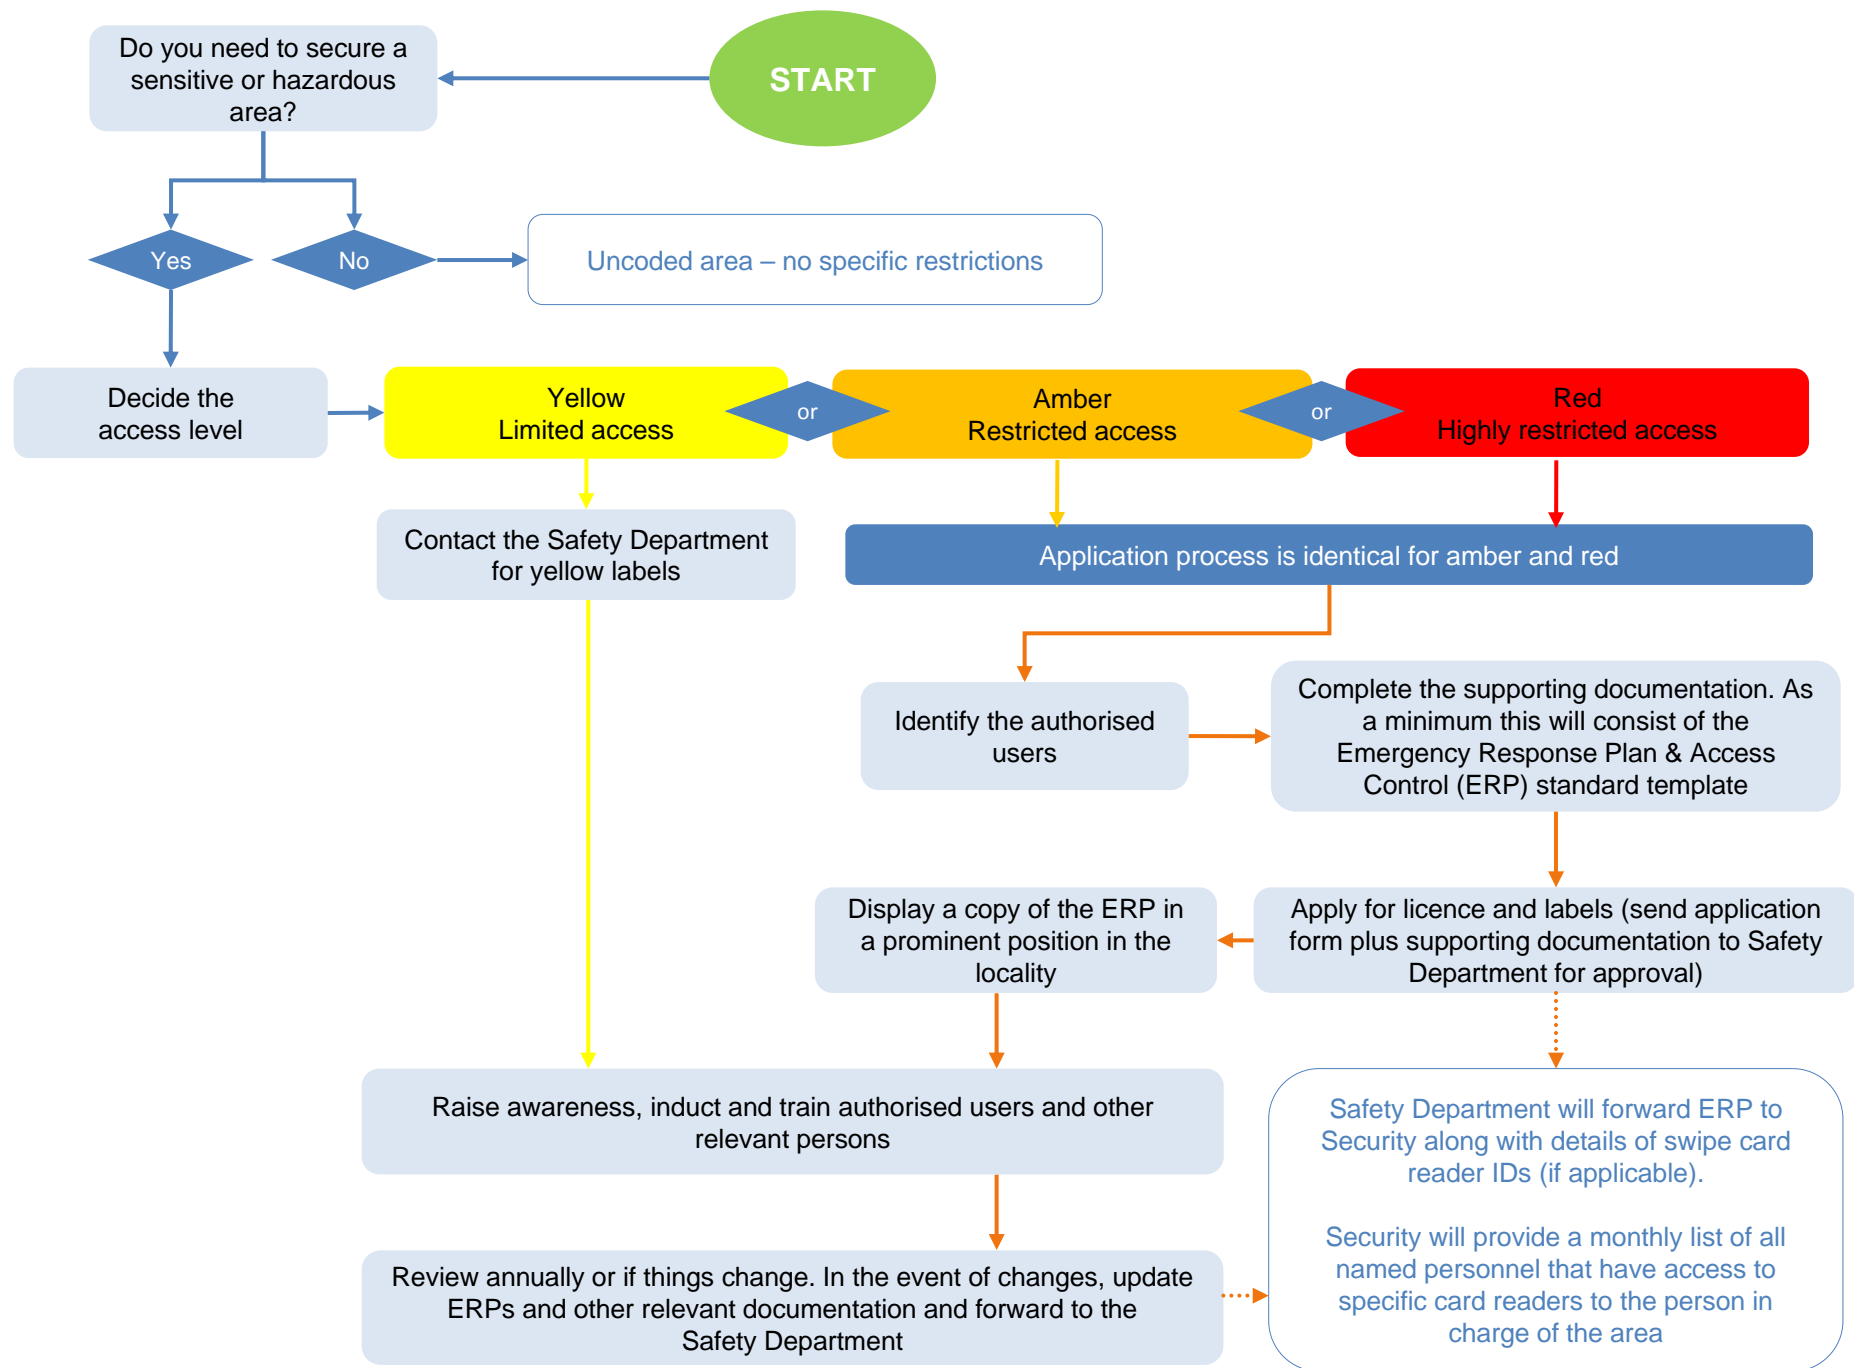 Do you need to secure a
sensitive or hazardous
area?
START
Yes
No
Uncoded area – no specific restrictions
Decide the
access level
Yellow
Limited access
or
Amber
Restricted access
or
Red
Highly restricted access
Contact the Safety Department
for yellow labels
Application process is identical for amber and red
Identify the authorised
users
Complete the supporting documentation. As
a minimum this will consist of the
Emergency Response Plan & Access
Control (ERP) standard template
Display a copy of the ERP in
a prominent position in the
locality
Apply for licence and labels (send application
form plus supporting documentation to Safety
Department for approval)
Raise awareness, induct and train authorised users and other
relevant persons
Safety Department will forward ERP to
Security along with details of swipe card
reader IDs (if applicable).
Security will provide a monthly list of all
named personnel that have access to
specific card readers to the person in
charge of the area
Review annually or if things change. In the event of changes, update
ERPs and other relevant documentation and forward to the
Safety Department